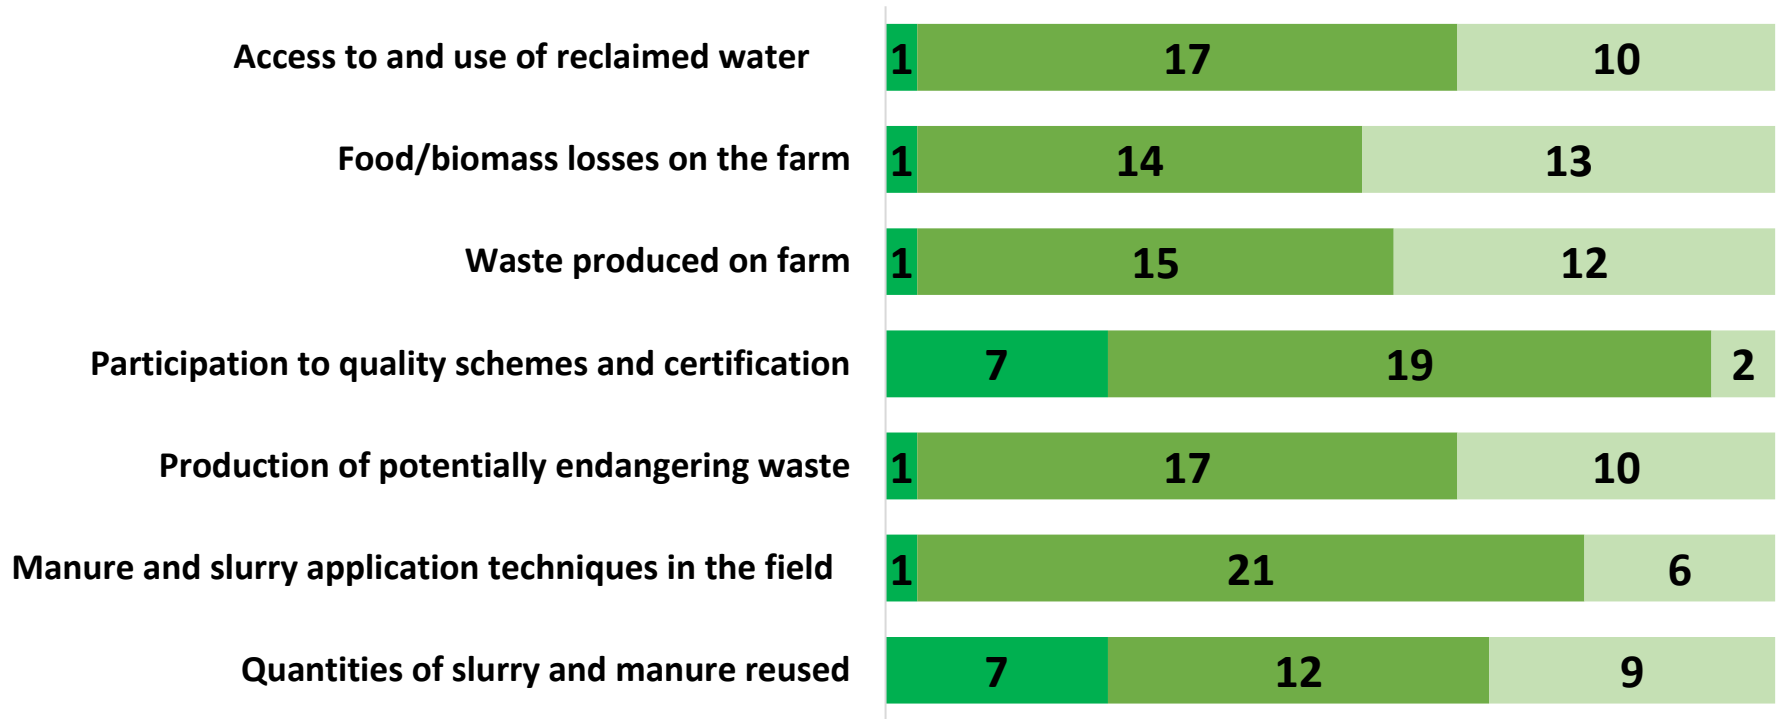 Access to and use of reclaimed water 1 17 10
Food/biomass losses on the farm 1 14 13
Waste produced on farm 1 15 12
Participation to quality schemes and certification 7 19 2
Production of potentially endangering waste 1 17 10
Manure and slurry application techniques in the field 1 21 6
Quantities of slurry and manure reused 7 12 9